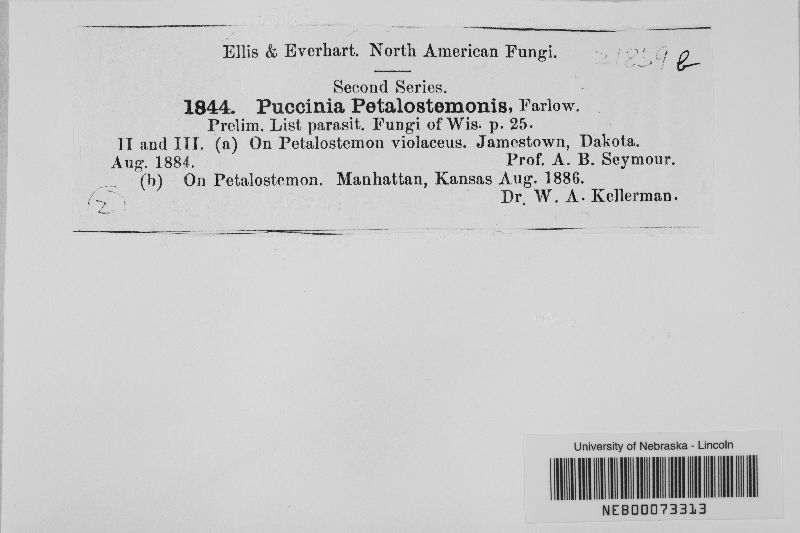 Ellis & Everhart. North American Fungi.
21859 b
Second Series.
1844. Puccinia Petalostemonis, Farlow.
Prelim. List parasit. Fungi of Wis. p. 25.
II and III. (a) On Petalostemon violaceus. Jamestown, Dakota.
Aug. 1884. Prof. A. B. Seymour.
(b) On Petalostemon. Manhattan, Kansas Aug. 1886.
2
Dr. W. A. Kellerman.
University of Nebraska - Lincoln
NEB00073313